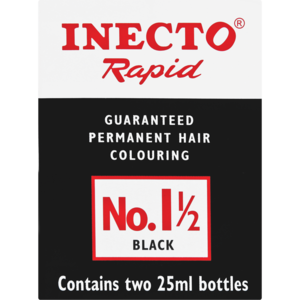 INECTO®
Rapid
GUARANTEED
PERMANENT HAIR
COLOURING
No.1½
BLACK
Contains two 25ml bottles